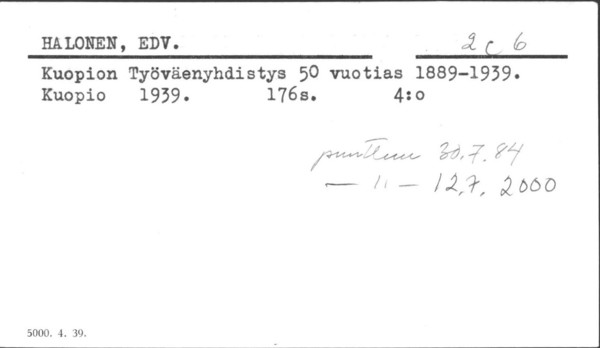 HALONEN, EDV. 2c6
Kuopion Työväenyhdistys 50 vuotias 1889-1939.
Kuopio 1939. 176s. 4:o
puuttuu 30.7.84
— 11 — 12.7. 2000
5000. 4. 39.